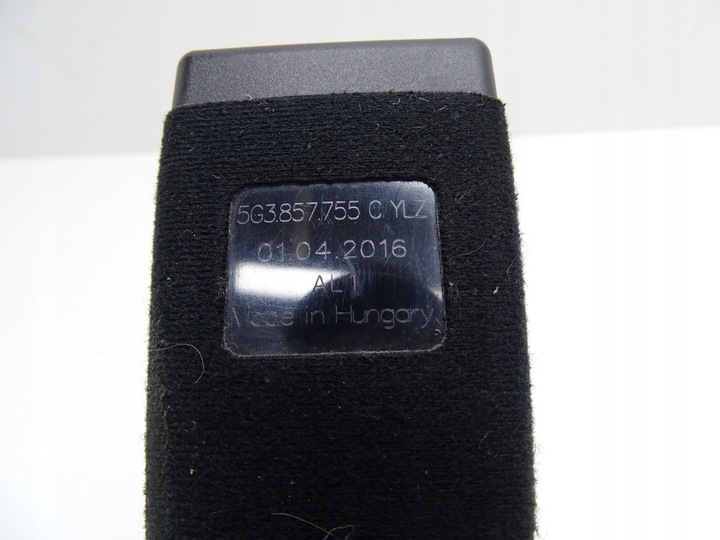 5G3.857.755 C YLZ
01.04.2016
AL1
Made in Hungary